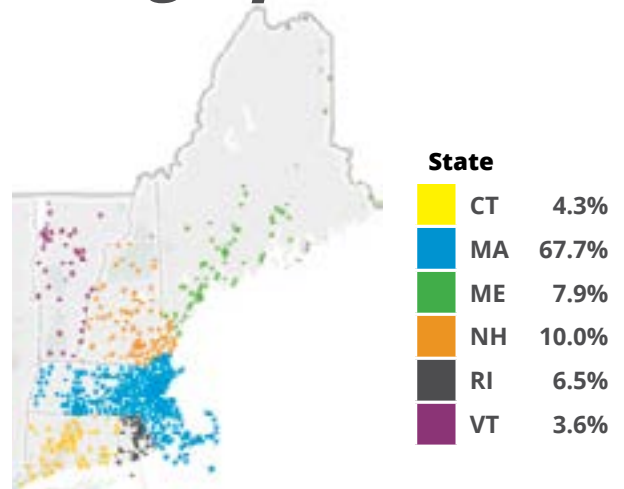 State
CT 4.3%
MA 67.7%
ME 7.9%
NH 10.0%
RI 6.5%
VT 3.6%